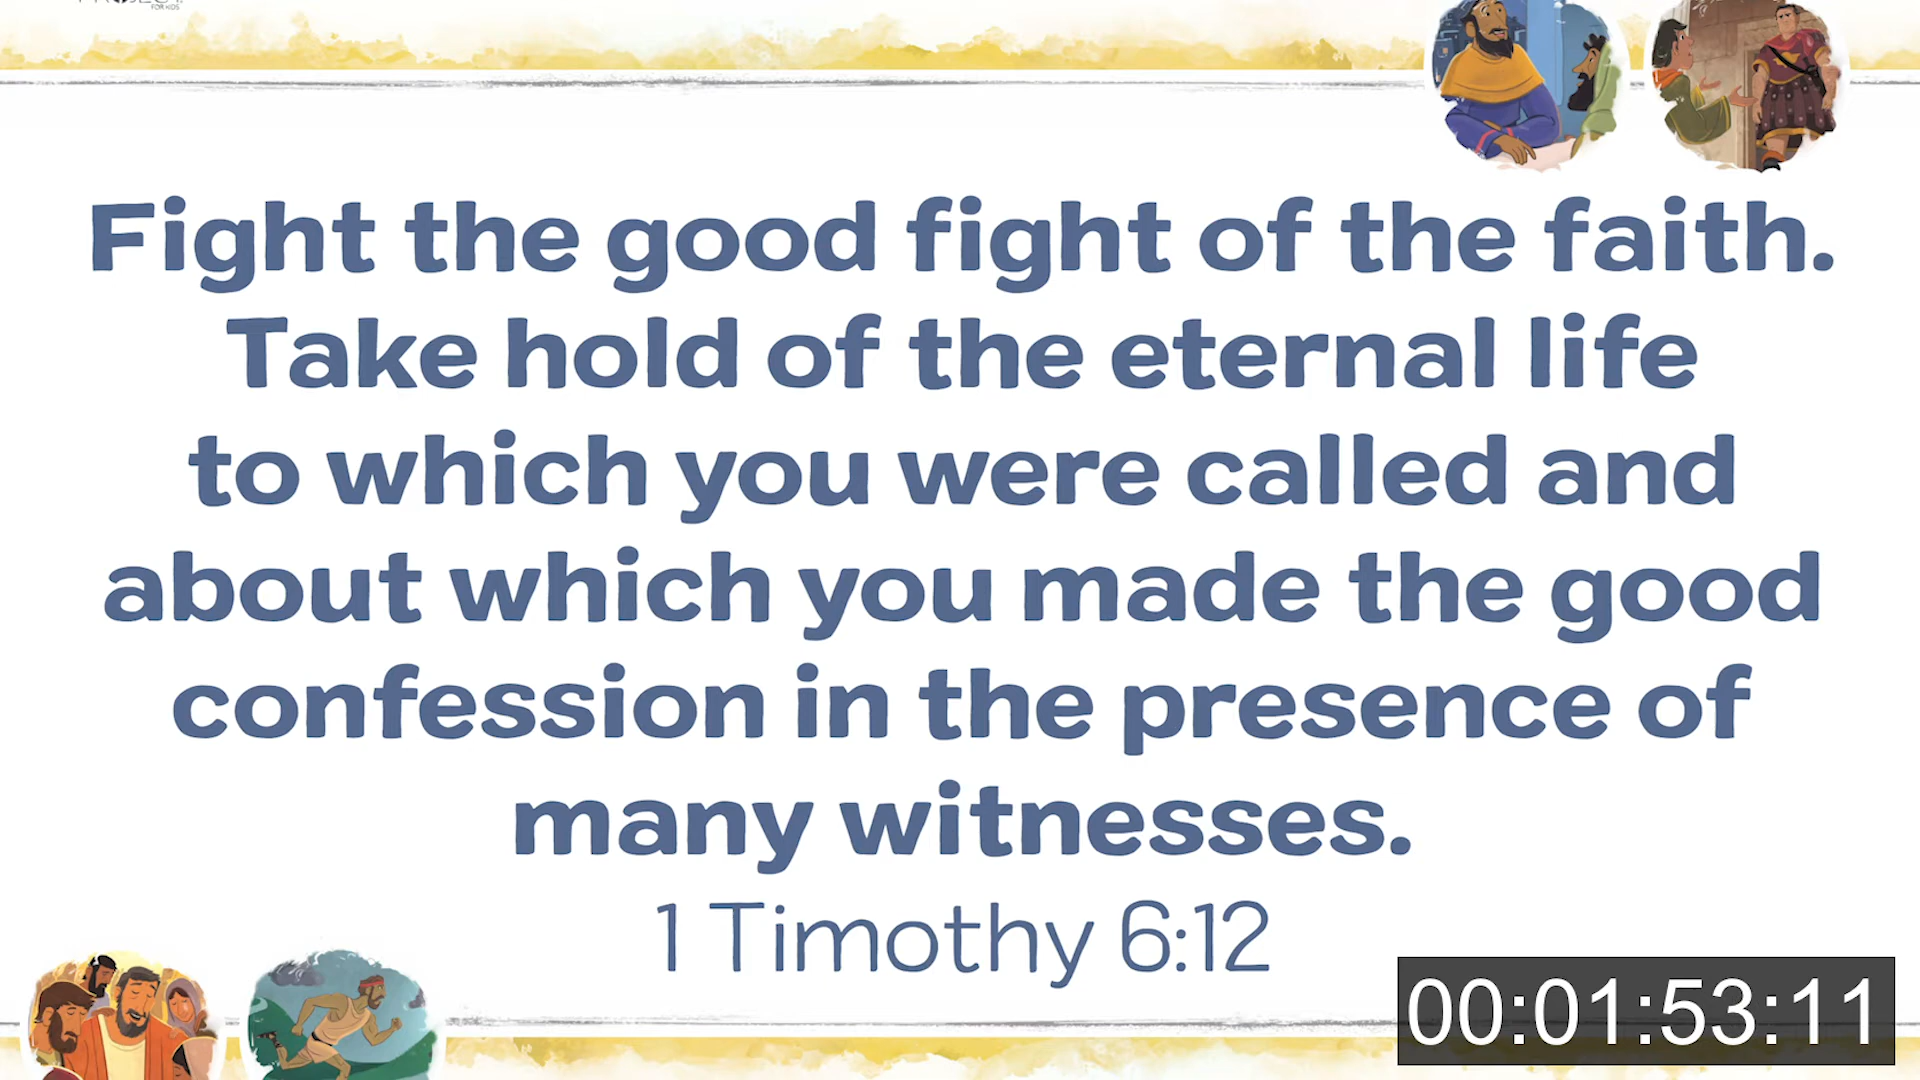 FOR KIDS
Fight the good fight of the faith.
Take hold of the eternal life
to which you were called and
about which you made the good
confession in the presence of
many witnesses.
1 Timothy 6:12
00:01:53:11